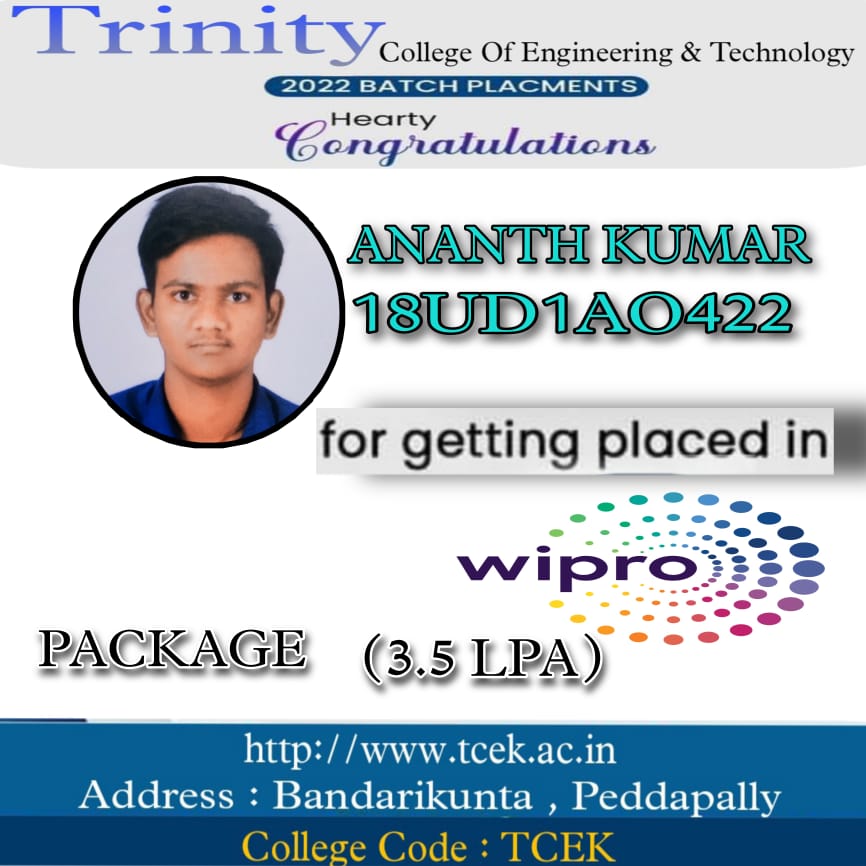 Trinity College Of Engineering & Technology
2022 BATCH PLACMENTS
Hearty
Congratulations
ANANTH KUMAR
18UD1AO422
for getting placed in
wipro
PACKAGE (3.5 LPA)
http://www.tcek.ac.in
Address : Bandarikunta , Peddapally
College Code : TCEK